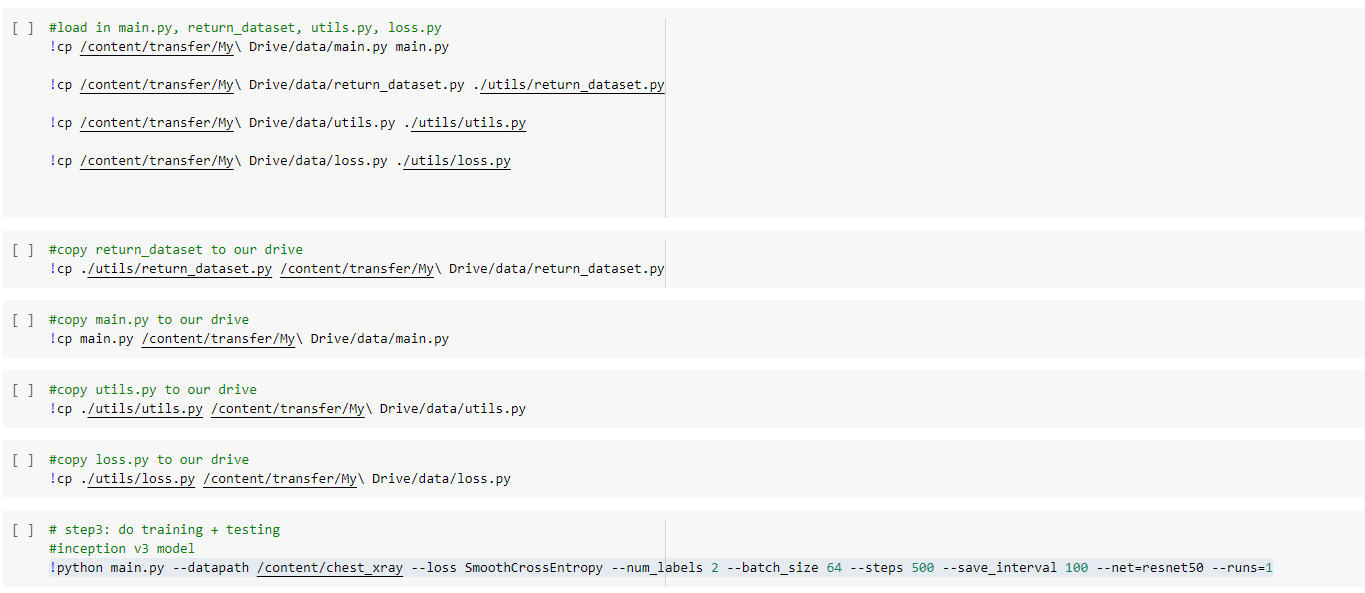 [ ] #load in main.py, return_dataset, utils.py, loss.py
!cp /content/transfer/My\ Drive/data/main.py main.py
!cp /content/transfer/My\ Drive/data/return_dataset.py ./utils/return_dataset.py
!cp /content/transfer/My\ Drive/data/utils.py ./utils/utils.py
!cp /content/transfer/My\ Drive/data/loss.py ./utils/loss.py
[ ] #copy return_dataset to our drive
!cp ./utils/return_dataset.py /content/transfer/My\ Drive/data/return_dataset.py
[ ] #copy main.py to our drive
!cp main.py /content/transfer/My\ Drive/data/main.py
[ ] #copy utils.py to our drive
!cp ./utils/utils.py /content/transfer/My\ Drive/data/utils.py
[ ] #copy loss.py to our drive
!cp ./utils/loss.py /content/transfer/My\ Drive/data/loss.py
[ ] # step3: do training + testing
#inception v3 model
!python main.py --datapath /content/chest_xray --loss SmoothCrossEntropy --num_labels 2 --batch_size 64 --steps 500 --save_interval 100 --net=resnet50 --runs=1